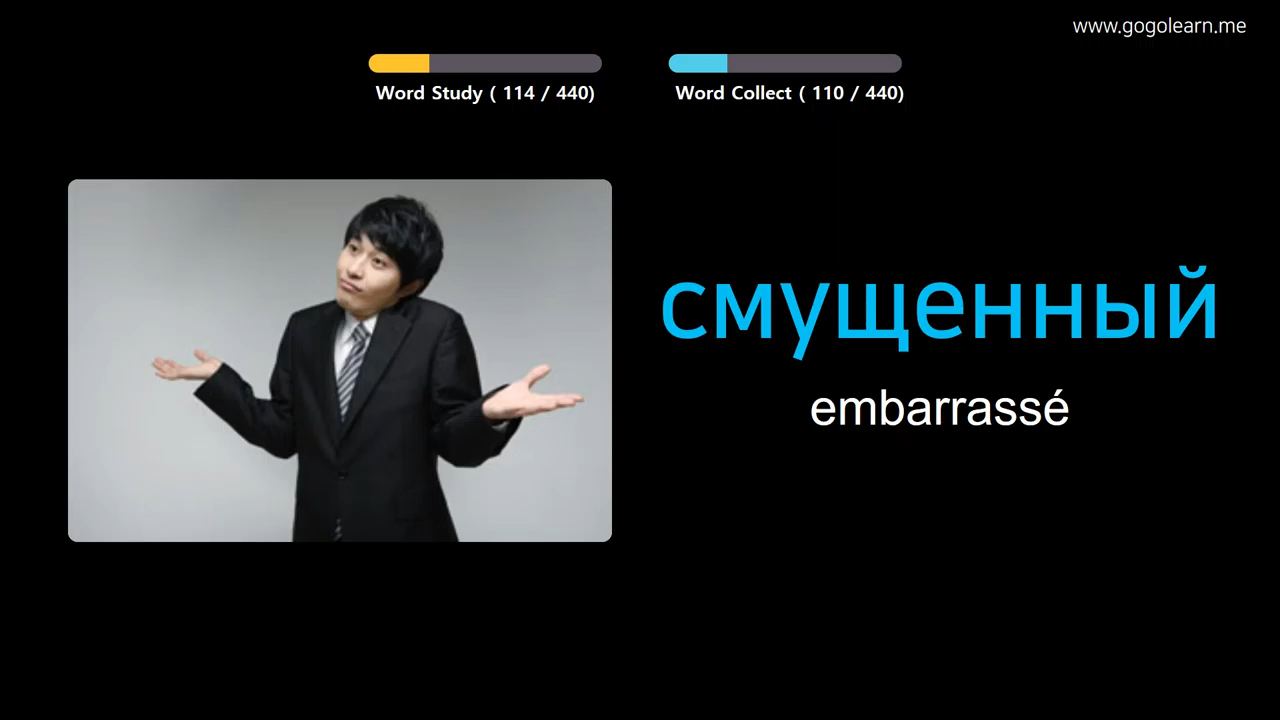 www.gogolearn.me
Word Study ( 114 / 440)
Word Collect ( 110 / 440)
смущенный
embarrassé